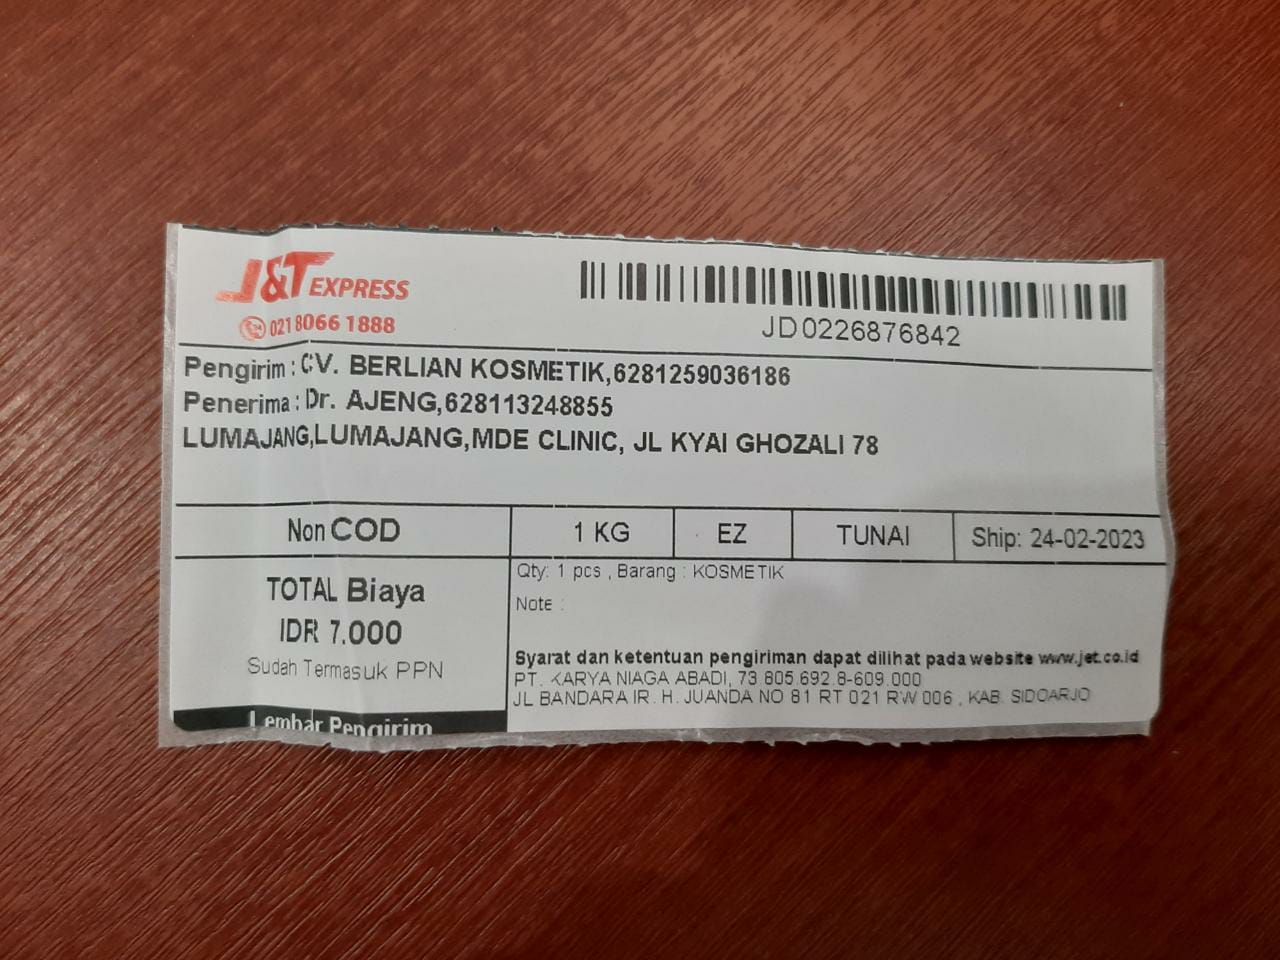 J&T EXPRESS
021 8066 1888
JD0226876842
Pengirim : CV. BERLIAN KOSMETIK,6281259036186
Penerima : Dr. AJENG,628113248855
LUMAJANG,LUMAJANG,MDE CLINIC, JL KYAI GHOZALI 78
Non COD
1 KG
EZ
TUNAI
Ship: 24-02-2023
TOTAL Biaya
IDR 7.000
Sudah Termasuk PPN
Lembar Pengirim
Qty: 1 pcs , Barang : KOSMETIK
Note :
Syarat dan ketentuan pengiriman dapat dilihat pada website www.jet.co.id
PT. KARYA NIAGA ABADI, 73.805.692.8-609.000
JL BANDARA IR. H. JUANDA NO 81 RT 021 RW 006 , KAB. SIDOARJO